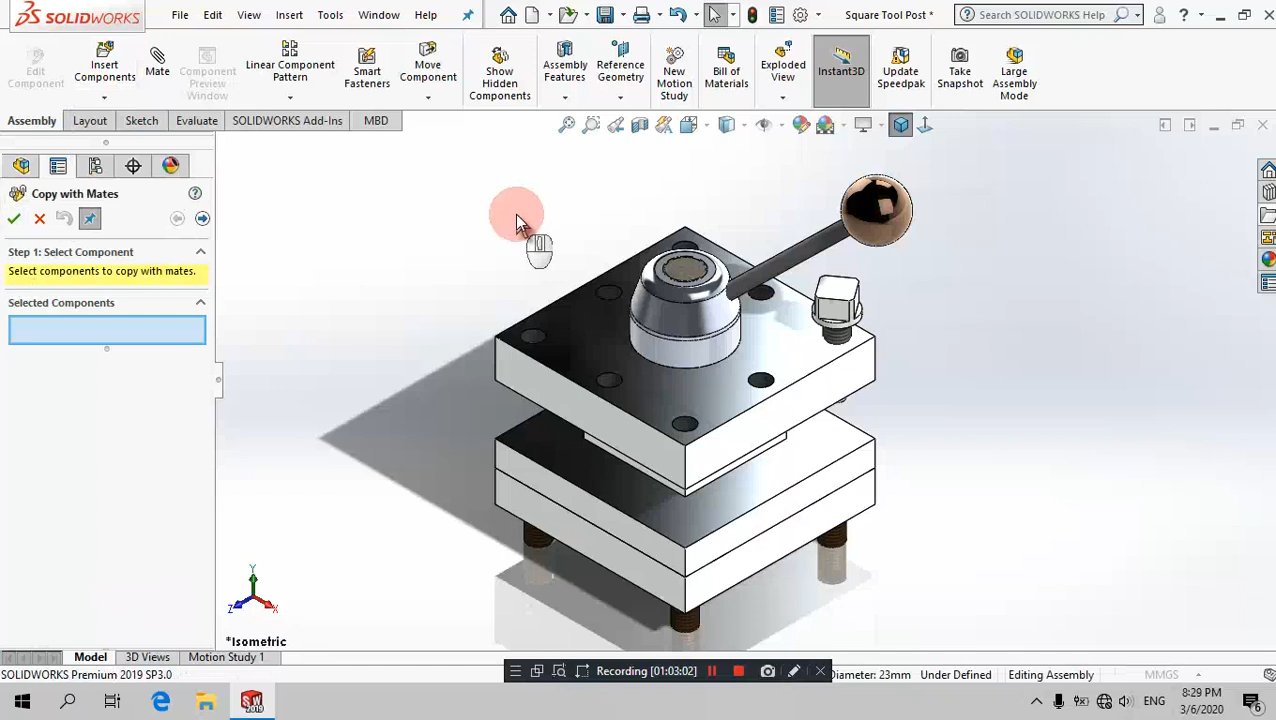 SOLIDWORKS
File Edit View Insert Tools Window Help
Square Tool Post *
Search SOLIDWORKS Help
Edit Component
Insert Components
Mate
Component Preview Window
Linear Component Pattern
Smart Fasteners
Move Component
Show Hidden Components
Assembly Features
Reference Geometry
New Motion Study
Bill of Materials
Exploded View
Instant3D
Update Speedpak
Take Snapshot
Large Assembly Mode
Assembly Layout Sketch Evaluate SOLIDWORKS Add-Ins MBD
Copy with Mates
Step 1: Select Component
Select components to copy with mates.
Selected Components
Y
Z
X
*Isometric
Model 3D Views Motion Study 1
Recording [01:03:02]
SOLIDWORKS Premium 2019 SP3.0
Diameter: 23mm Under Defined Editing Assembly MMGS
SW 2019
ENG
8:29 PM
3/6/2020
6